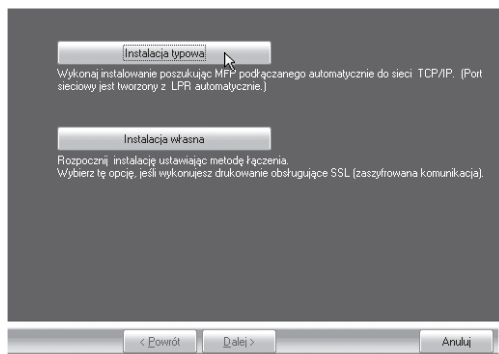 Instalacja typowa
Wykonaj instalowanie poszukując MFP podłączanego automatycznie do sieci TCP/IP. (Port
sieciowy jest tworzony z LPR automatycznie.)
Instalacja własna
Rozpocznij instalację ustawiając metodę łączenia.
Wybierz tę opcję, jeśli wykonujesz drukowanie obsługujące SSL (zaszyfrowana komunikacja).
< Powrót
Dalej >
Anuluj